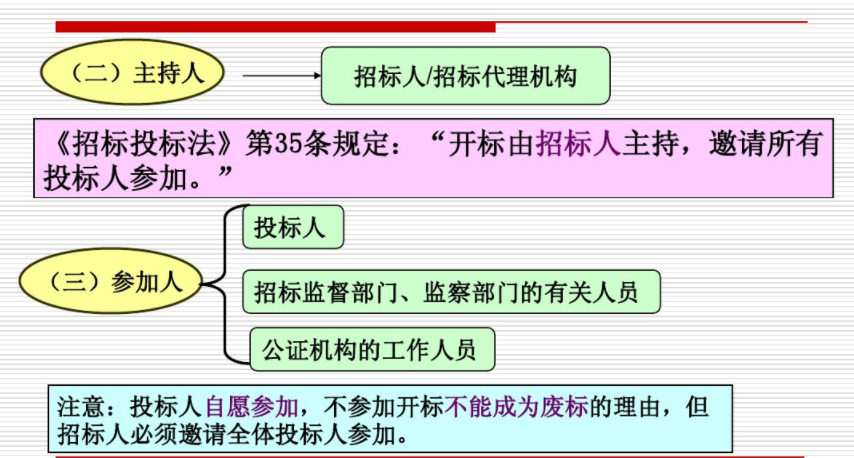 （二）主持人
招标人/招标代理机构
《招标投标法》第35条规定：“开标由招标人主持，邀请所有
投标人参加。”
投标人
（三）参加人
招标监督部门、监察部门的有关人员
公证机构的工作人员
注意：投标人自愿参加，不参加开标不能成为废标的理由，但
招标人必须邀请全体投标人参加。